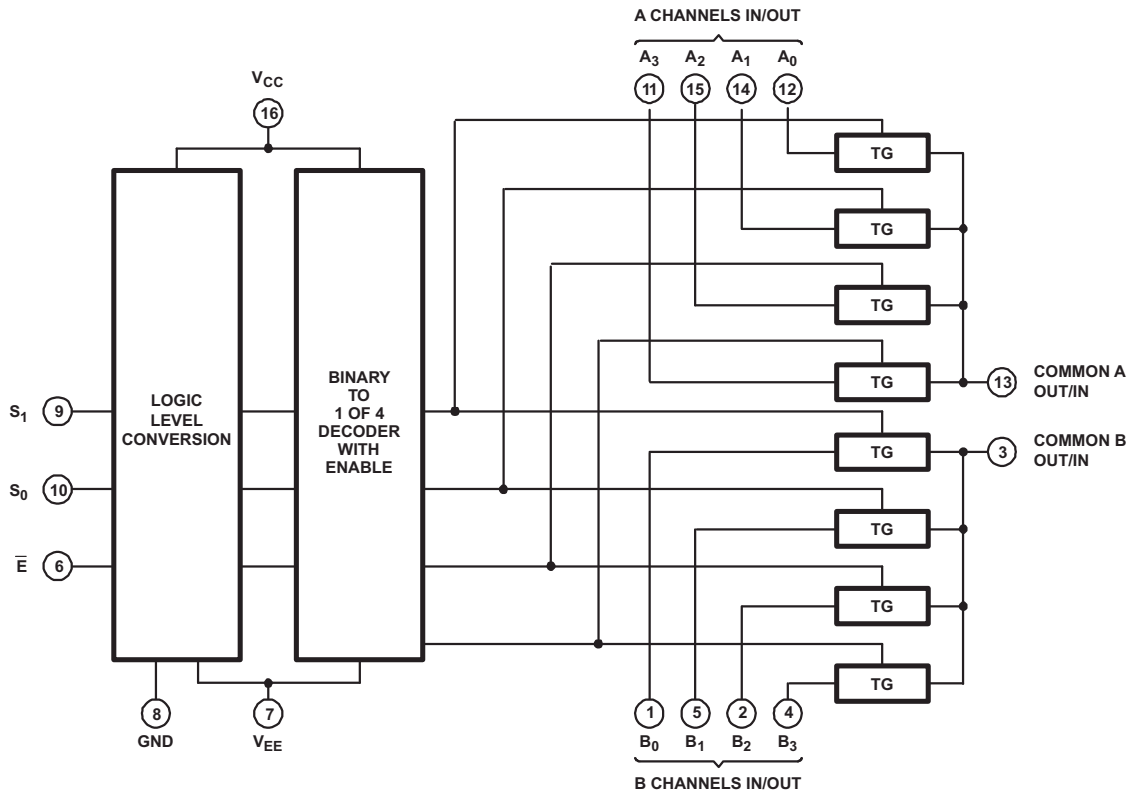 A CHANNELS IN/OUT
A3 A2 A1 A0
11 15 14 12
VCC
16
TG
TG
TG
TG
13 COMMON A
OUT/IN
S1 9
LOGIC
LEVEL
CONVERSION
BINARY
TO
1 OF 4
DECODER
WITH
ENABLE
TG
3 COMMON B
OUT/IN
S0 10
TG
E̅ 6
TG
TG
8
GND
7
VEE
1 5 2 4
B0 B1 B2 B3
B CHANNELS IN/OUT